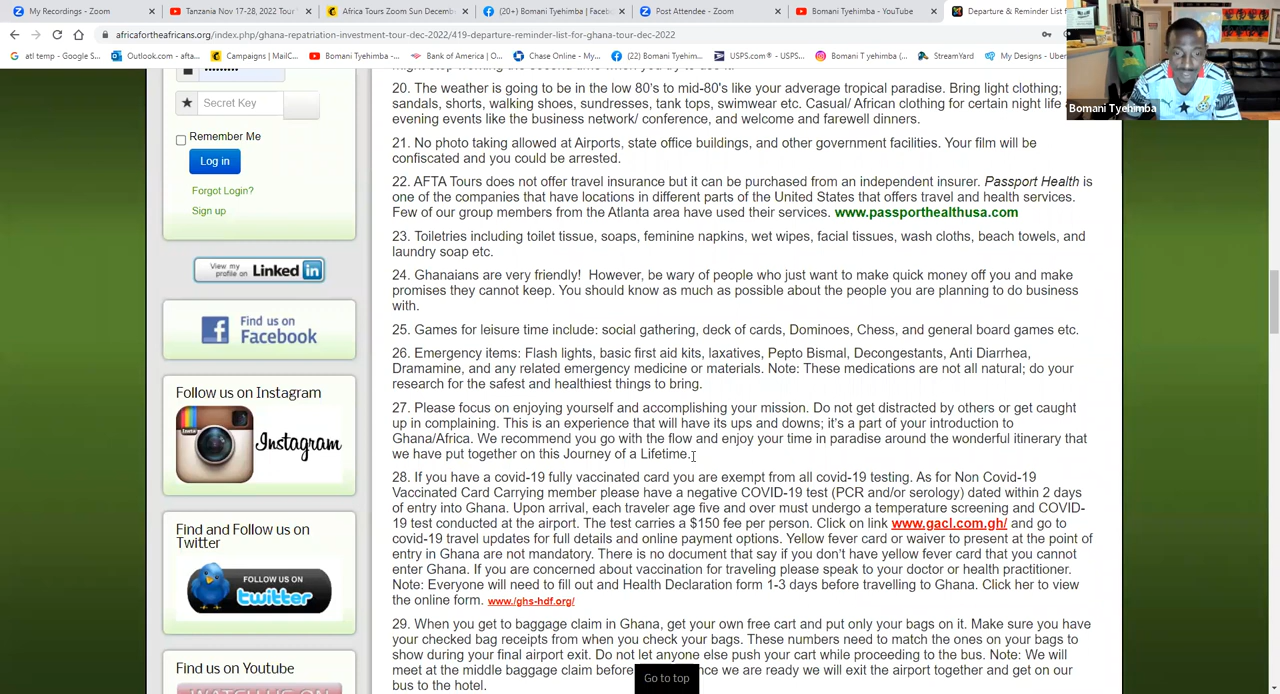 My Recordings - Zoom
Tanzania Nov 17-28, 2022 Tour
Africa Tours Zoom Sun Decemb
(20+) Bomani Tyehimba | Faceb
Post Attendee - Zoom
Bomani Tyehimba - YouTube
Departure & Reminder List f
africafortheafricans.org/index.php/ghana-repatriation-investment-tour-dec-2022/419-departure-reminder-list-for-ghana-tour-dec-2022
atl temp - Google S...
Outlook.com - afta...
Campaigns | MailC...
Bomani Tyehimba -...
Bank of America |...
Chase Online - My...
(22) Bomani Tyehim...
USPS.com® - USPS...
Bomani T yehimba (...
StreamYard
My Designs - Uberp
Bomani Tyehimba
Secret Key
Remember Me
Log in
Forgot Login?
Sign up
View my
profile on LinkedIn
Find us on
Facebook
Follow us on Instagram
Instagram
Find and Follow us on
Twitter
FOLLOW US ON
twitter
Find us on Youtube
20. The weather is going to be in the low 80's to mid-80's like your adverage tropical paradise. Bring light clothing;
sandals, shorts, walking shoes, sundresses, tank tops, swimwear etc. Casual/ African clothing for certain night life
evening events like the business network/ conference, and welcome and farewell dinners.
21. No photo taking allowed at Airports, state office buildings, and other government facilities. Your film will be
confiscated and you could be arrested.
22. AFTA Tours does not offer travel insurance but it can be purchased from an independent insurer. Passport Health is
one of the companies that have locations in different parts of the United States that offers travel and health services.
Few of our group members from the Atlanta area have used their services. www.passporthealthusa.com
23. Toiletries including toilet tissue, soaps, feminine napkins, wet wipes, facial tissues, wash cloths, beach towels, and
laundry soap etc.
24. Ghanaians are very friendly! However, be wary of people who just want to make quick money off you and make
promises they cannot keep. You should know as much as possible about the people you are planning to do business
with.
25. Games for leisure time include: social gathering, deck of cards, Dominoes, Chess, and general board games etc.
26. Emergency items: Flash lights, basic first aid kits, laxatives, Pepto Bismal, Decongestants, Anti Diarrhea,
Dramamine, and any related emergency medicine or materials. Note: These medications are not all natural; do your
research for the safest and healthiest things to bring.
27. Please focus on enjoying yourself and accomplishing your mission. Do not get distracted by others or get caught
up in complaining. This is an experience that will have its ups and downs; it's a part of your introduction to
Ghana/Africa. We recommend you go with the flow and enjoy your time in paradise around the wonderful itinerary that
we have put together on this Journey of a Lifetime.
28. If you have a covid-19 fully vaccinated card you are exempt from all covid-19 testing. As for Non Covid-19
Vaccinated Card Carrying member please have a negative COVID-19 test (PCR and/or serology) dated within 2 days
of entry into Ghana. Upon arrival, each traveler age five and over must undergo a temperature screening and COVID-
19 test conducted at the airport. The test carries a $150 fee per person. Click on link www.gacl.com.gh/ and go to
covid-19 travel updates for full details and online payment options. Yellow fever card or waiver to present at the point of
entry in Ghana are not mandatory. There is no document that say if you don't have yellow fever card that you cannot
enter Ghana. If you are concerned about vaccination for traveling please speak to your doctor or health practitioner.
Note: Everyone will need to fill out and Health Declaration form 1-3 days before travelling to Ghana. Click her to view
the online form. www./ghs-hdf.org/
29. When you get to baggage claim in Ghana, get your own free cart and put only your bags on it. Make sure you have
your checked bag receipts from when you check your bags. These numbers need to match the ones on your bags to
show during your final airport exit. Do not let anyone else push your cart while proceeding to the bus. Note: We will
meet at the middle baggage claim before nce we are ready we will exit the airport together and get on our
bus to the hotel.
Go to top